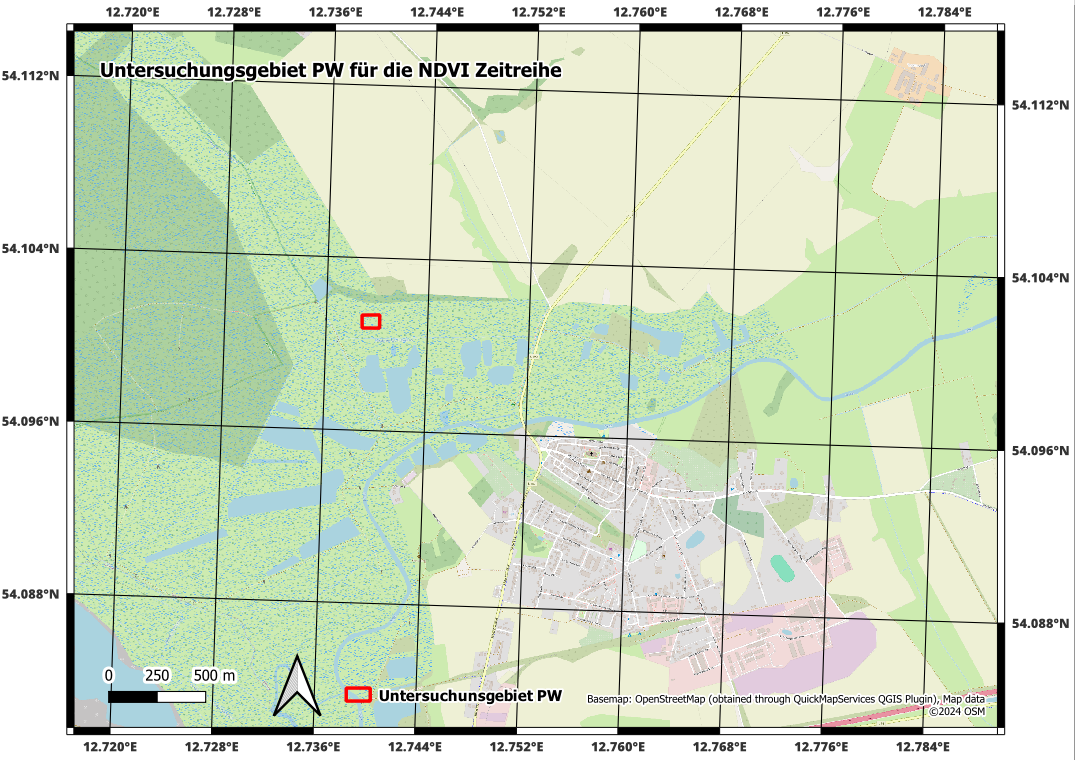 12.720°E 12.728°E 12.736°E 12.744°E 12.752°E 12.760°E 12.768°E 12.776°E 12.784°E
Untersuchungsgebiet PW für die NDVI Zeitreihe
54.112°N
54.112°N
54.104°N
54.104°N
54.096°N
54.096°N
54.088°N
54.088°N
0 250 500 m
Untersuchunsgebiet PW
Basemap: OpenStreetMap (obtained through QuickMapServices QGIS Plugin), Map data
©2024 OSM
12.720°E 12.728°E 12.736°E 12.744°E 12.752°E 12.760°E 12.768°E 12.776°E 12.784°E